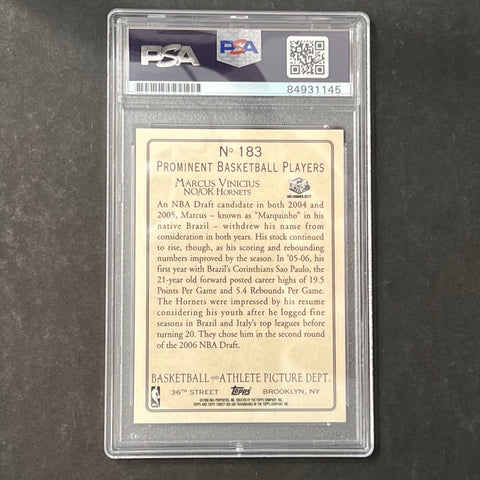 PSA
PSA
84931145
Nº 183
PROMINENT BASKETBALL PLAYERS
MARCUS VINICIUS
NO/OK HORNETS
An NBA Draft candidate in both 2004 and
2005, Marcus – known as "Marquinho" in his
native Brazil – withdrew his name from
consideration in both years. His stock continued
to rise, though, as his scoring and rebounding
numbers improved by the season. In '05-06, his
first year with Brazil's Corinthians Sao Paulo, the
21-year old forward posted career highs of 19.5
Points Per Game and 5.4 Rebounds Per Game.
The Hornets were impressed by his resume
considering his youth after he logged fine
seasons in Brazil and Italy's top leagues before
turning 20. They chose him in the second round
of the 2006 NBA Draft.
BASKETBALL AND ATHLETE PICTURE DEPT.
36TH STREET Topps BROOKLYN, NY